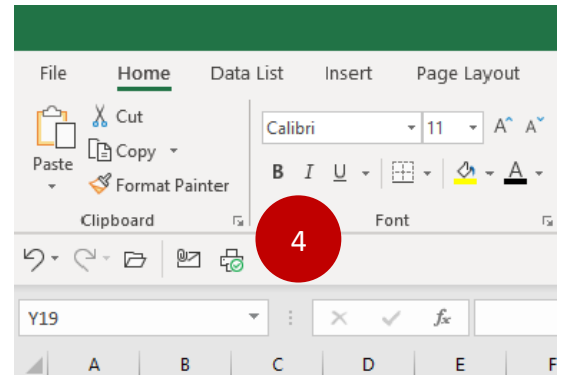 File Home Data List Insert Page Layout
Cut
Calibri 11 A A
Copy
Paste
B I U A
Format Painter
Clipboard Font
4
Y19 fx
A B C D E F